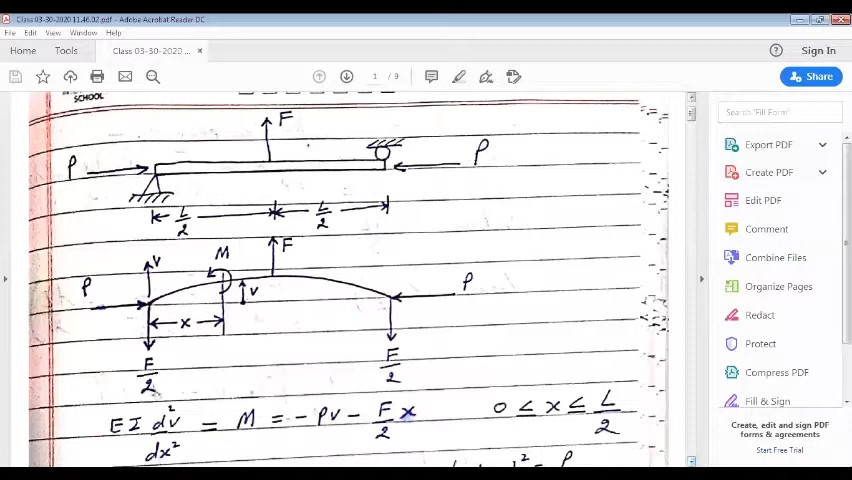 Class 03-30-2020 11.46.02.pdf - Adobe Acrobat Reader DC
File Edit View Window Help
Home Tools Class 03-30-2020 ... × Sign In
1 / 9 Share
SCHOOL
F
P P
L/2 L/2
M F
v
P v P
x
F/2 F/2
EI d²v/dx² = M = -Pv - F/2 x 0 ≤ x ≤ L/2
Search "Fill Form"
Export PDF
Create PDF
Edit PDF
Comment
Combine Files
Organize Pages
Redact
Protect
Compress PDF
Fill & Sign
Create, edit and sign PDF
forms & agreements
Start Free Trial